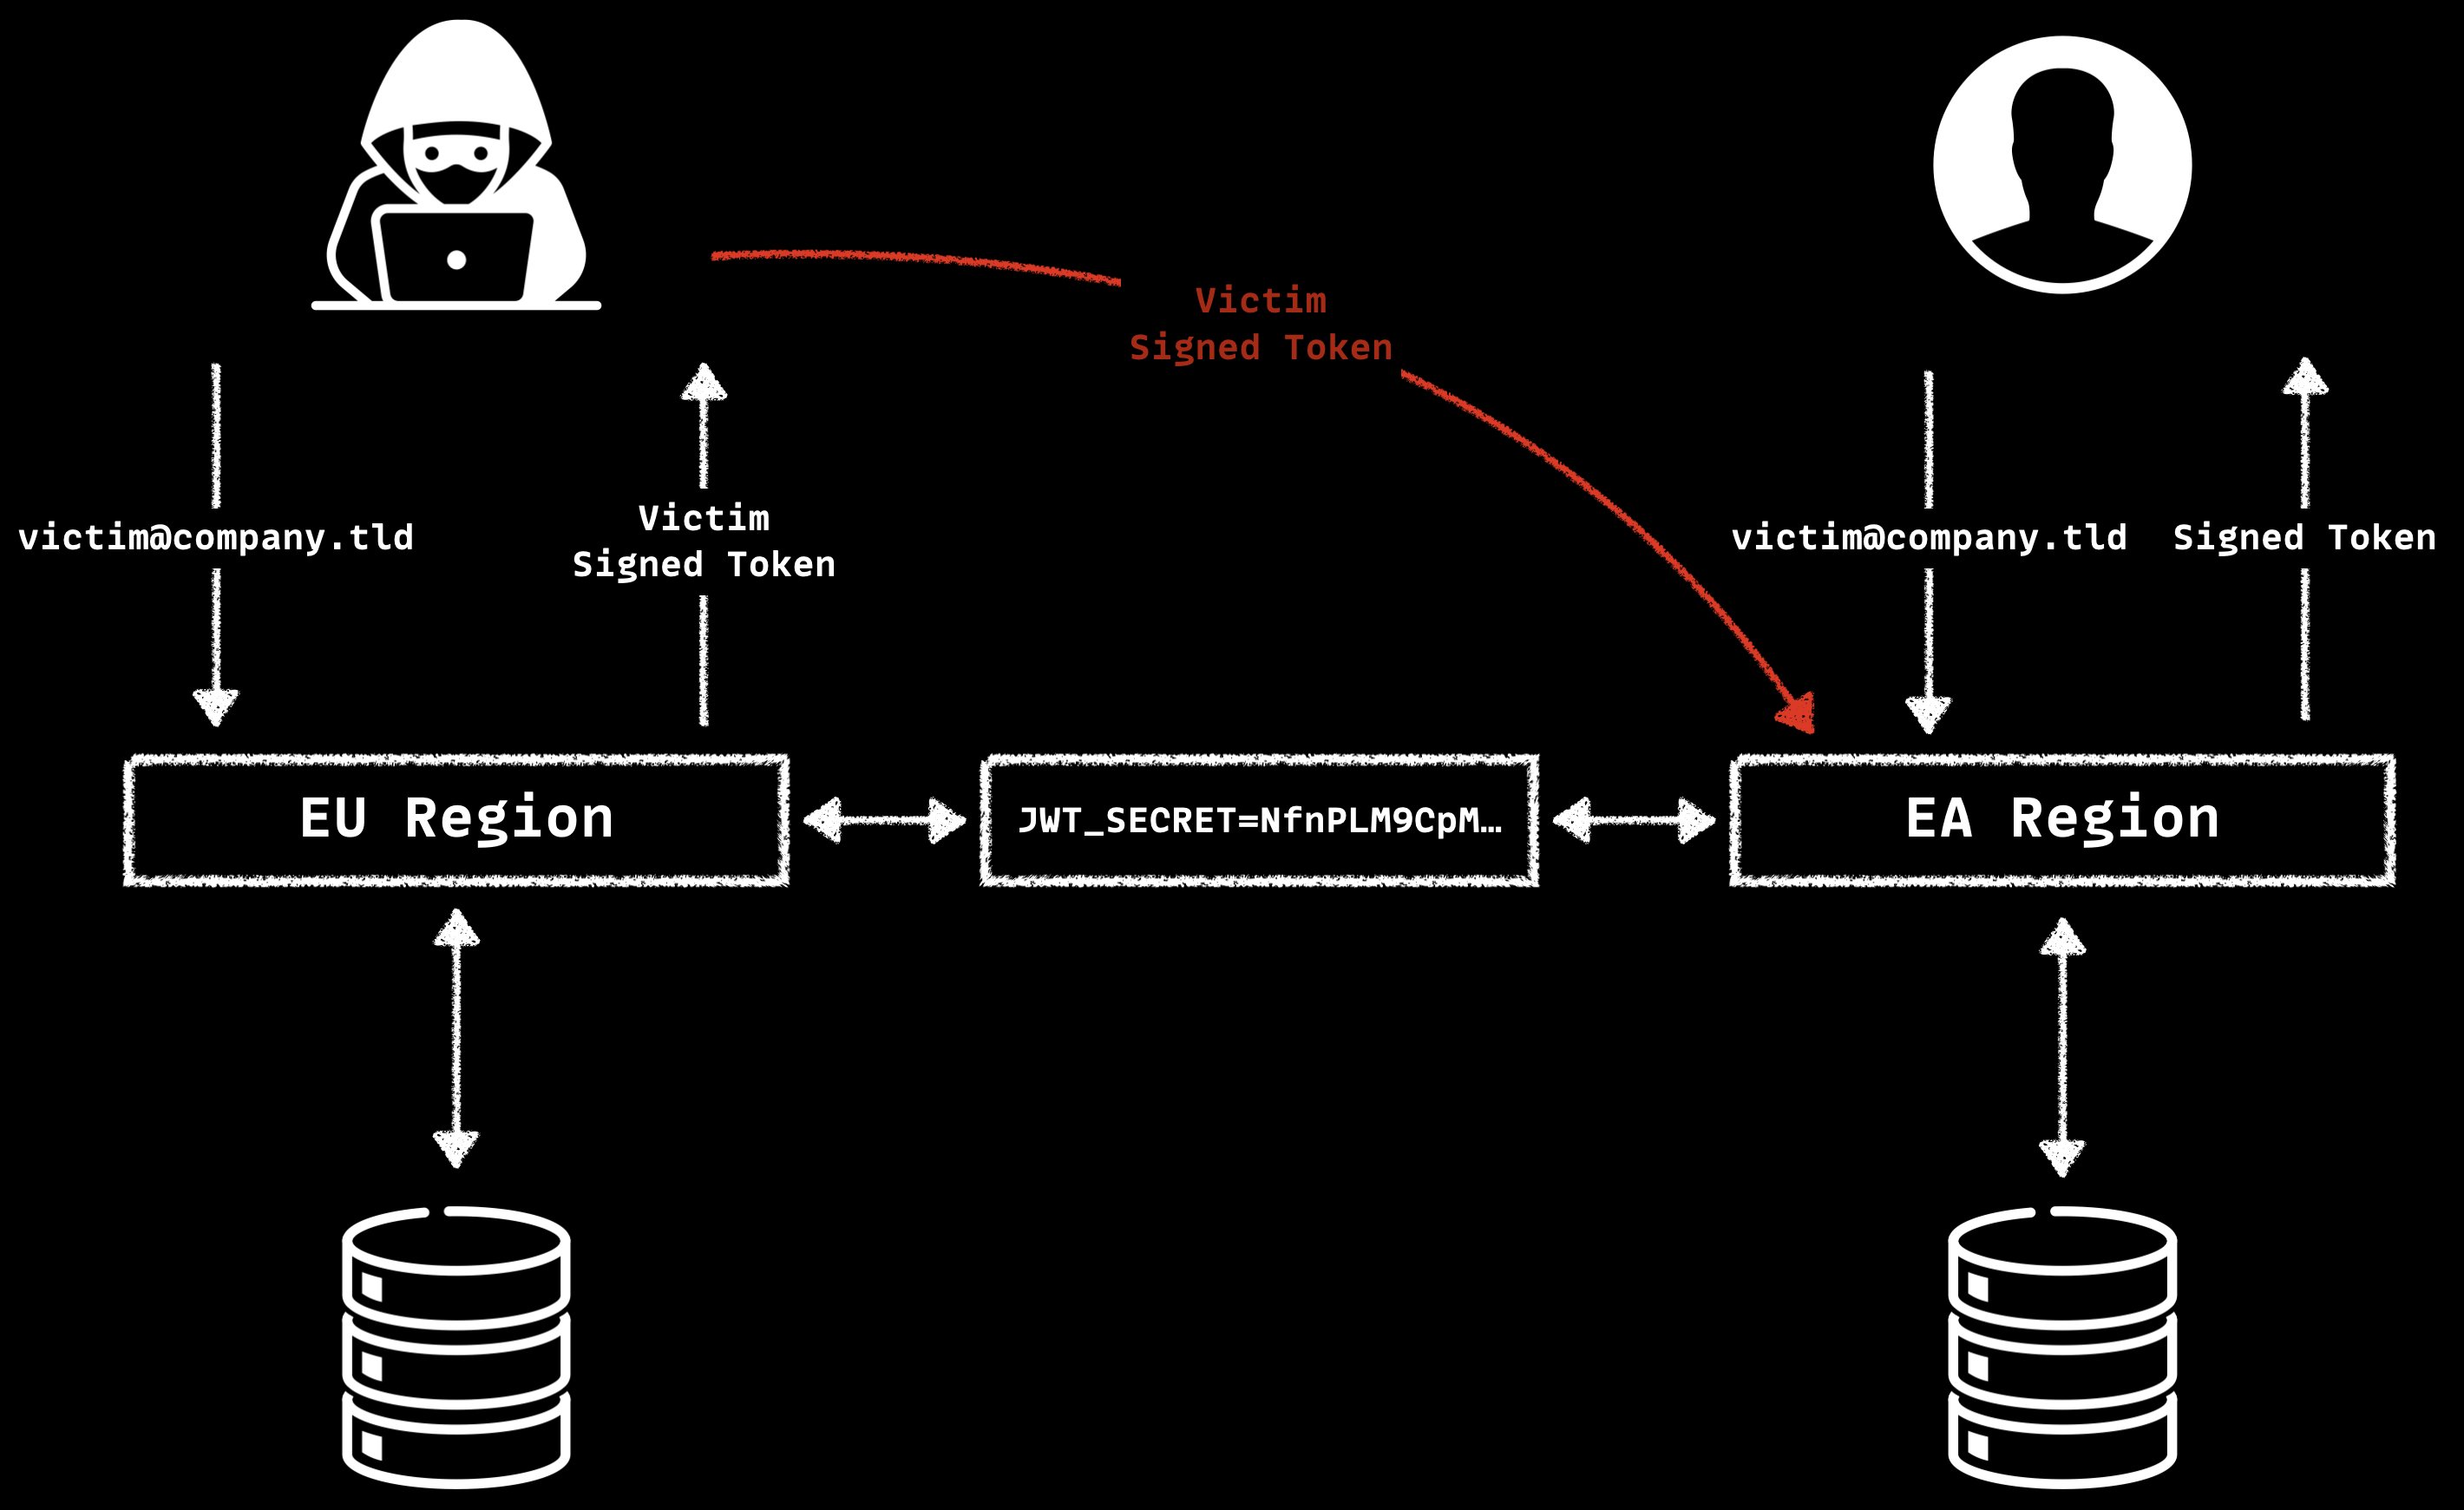 Victim
Signed Token
victim@company.tld
Victim
Signed Token
victim@company.tld
Signed Token
EU Region
JWT_SECRET=NfnPLM9CpM…
EA Region